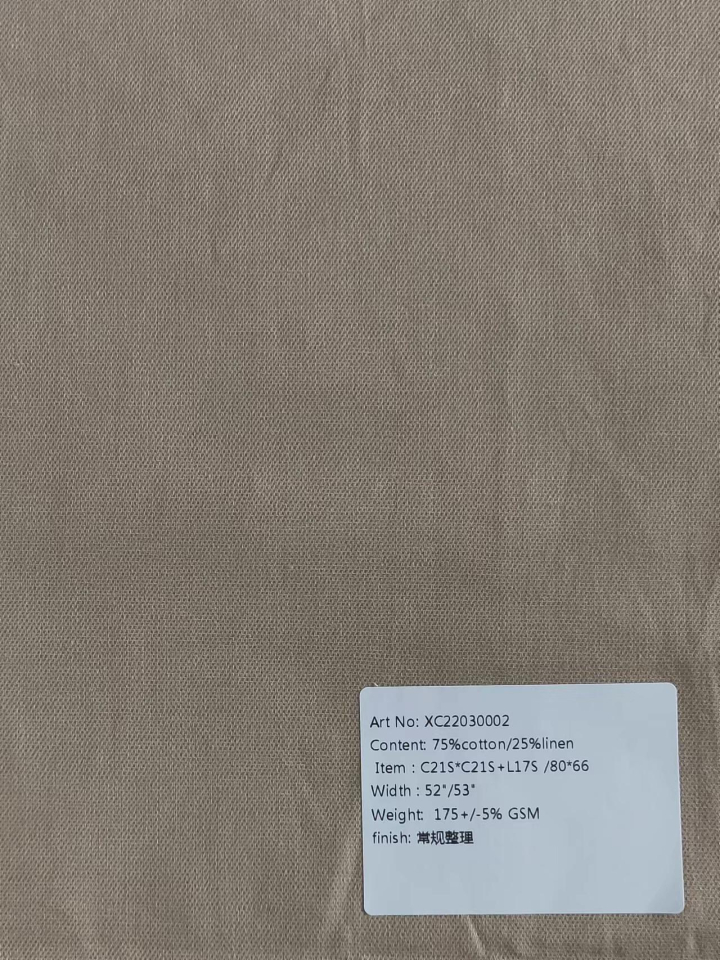 Art No: XC22030002
Content: 75%cotton/25%linen
Item : C21S*C21S+L17S /80*66
Width : 52"/53"
Weight: 175+/-5% GSM
finish: 常规整理